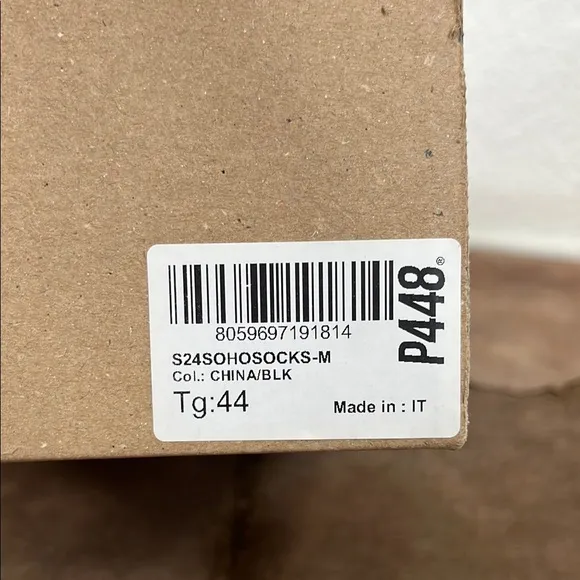 8059697191814
S24SOHOSOCKS-M
Col.: CHINA/BLK
Tg:44
Made in : IT
P448®